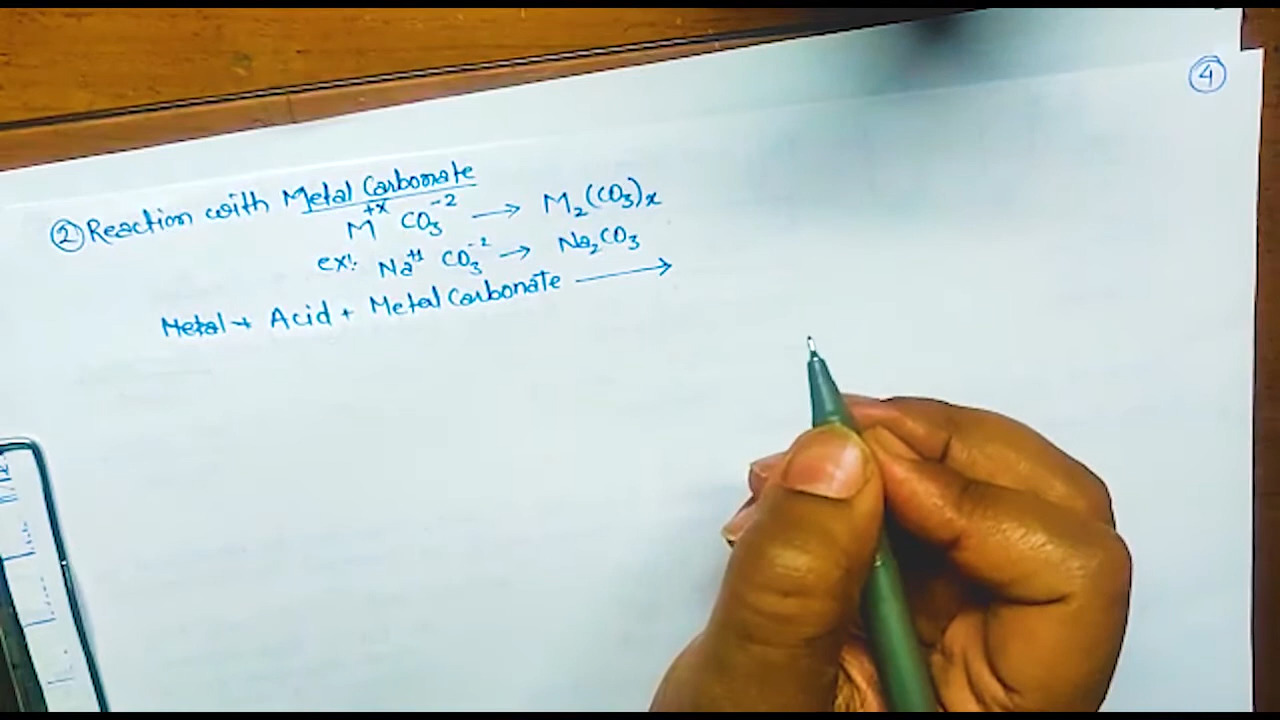 4
② Reaction with Metal Carbonate
M⁺ˣ CO₃⁻² → M₂(CO₃)x
ex: Na⁺¹ CO₃⁻² → Na₂CO₃
Metal + Acid + Metal Carbonate →